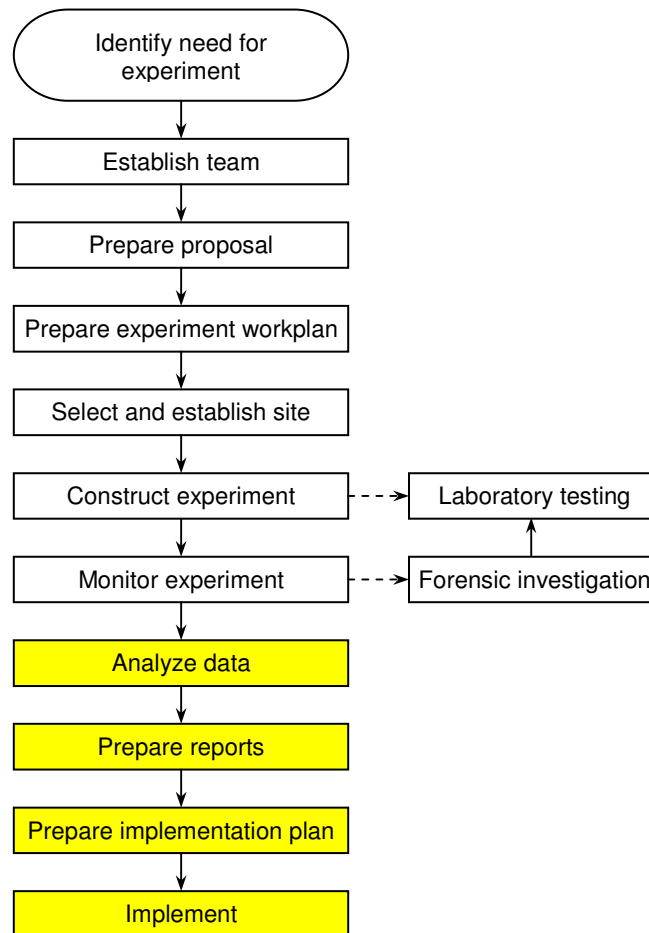 Identify need for
experiment
Establish team
Prepare proposal
Prepare experiment workplan
Select and establish site
Construct experiment
Laboratory testing
Monitor experiment
Forensic investigation
Analyze data
Prepare reports
Prepare implementation plan
Implement